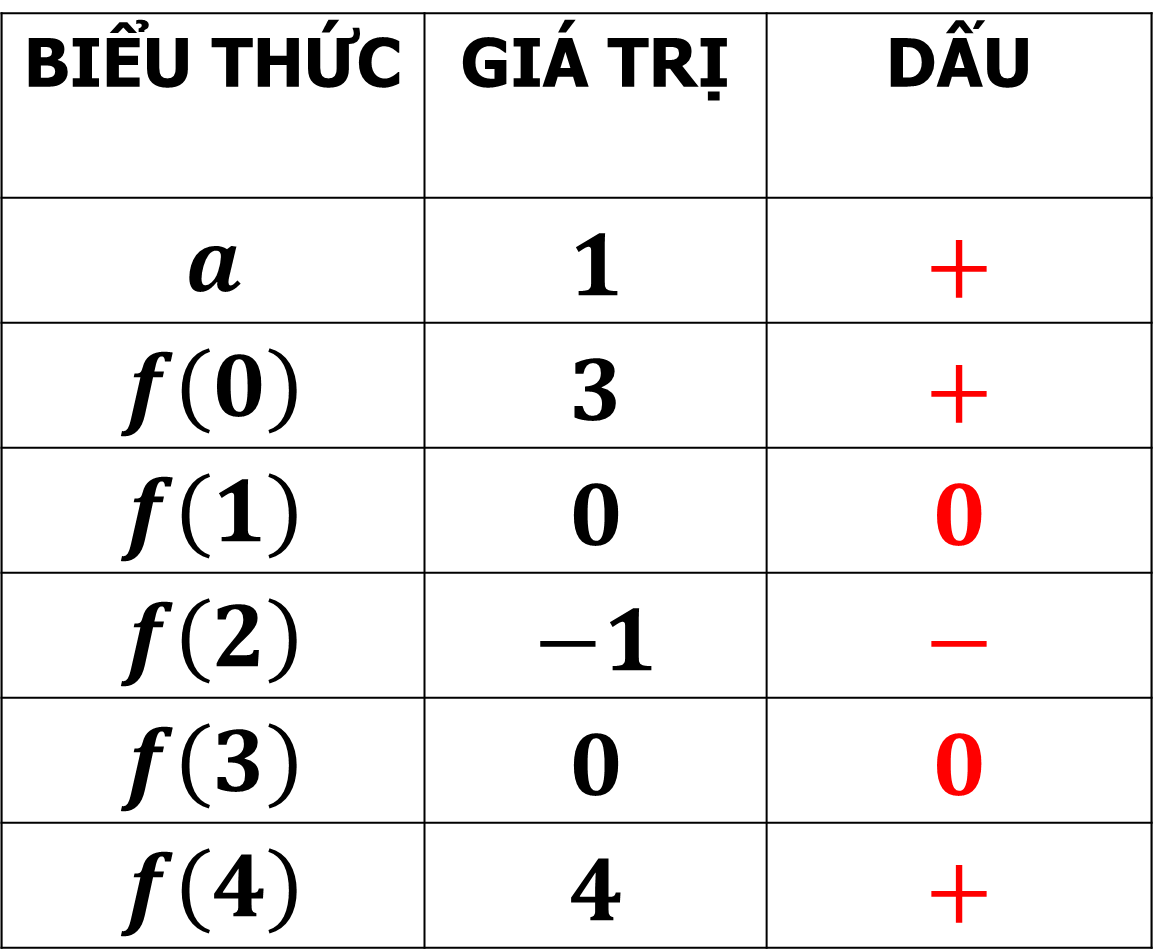 BIỂU THỨC GIÁ TRỊ DẤU
a 1 +
f(0) 3 +
f(1) 0 0
f(2) −1 −
f(3) 0 0
f(4) 4 +